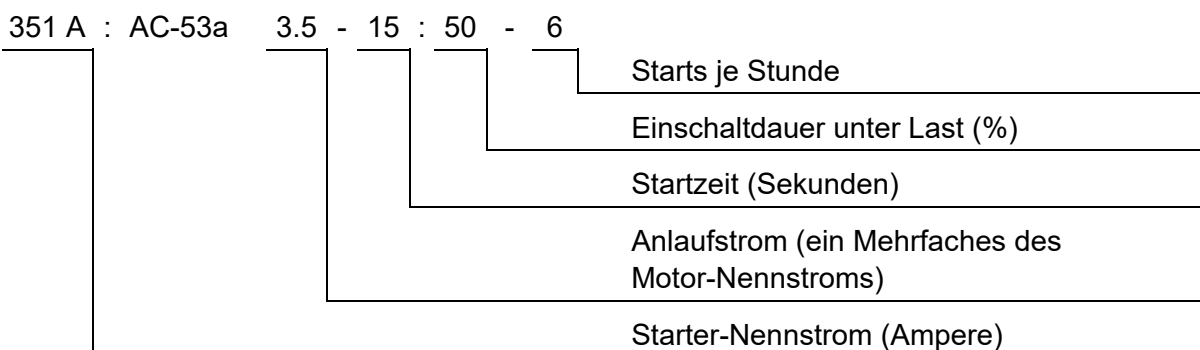 351 A : AC-53a 3.5 - 15 : 50 - 6
Starts je Stunde
Einschaltdauer unter Last (%)
Startzeit (Sekunden)
Anlaufstrom (ein Mehrfaches des
Motor-Nennstroms)
Starter-Nennstrom (Ampere)